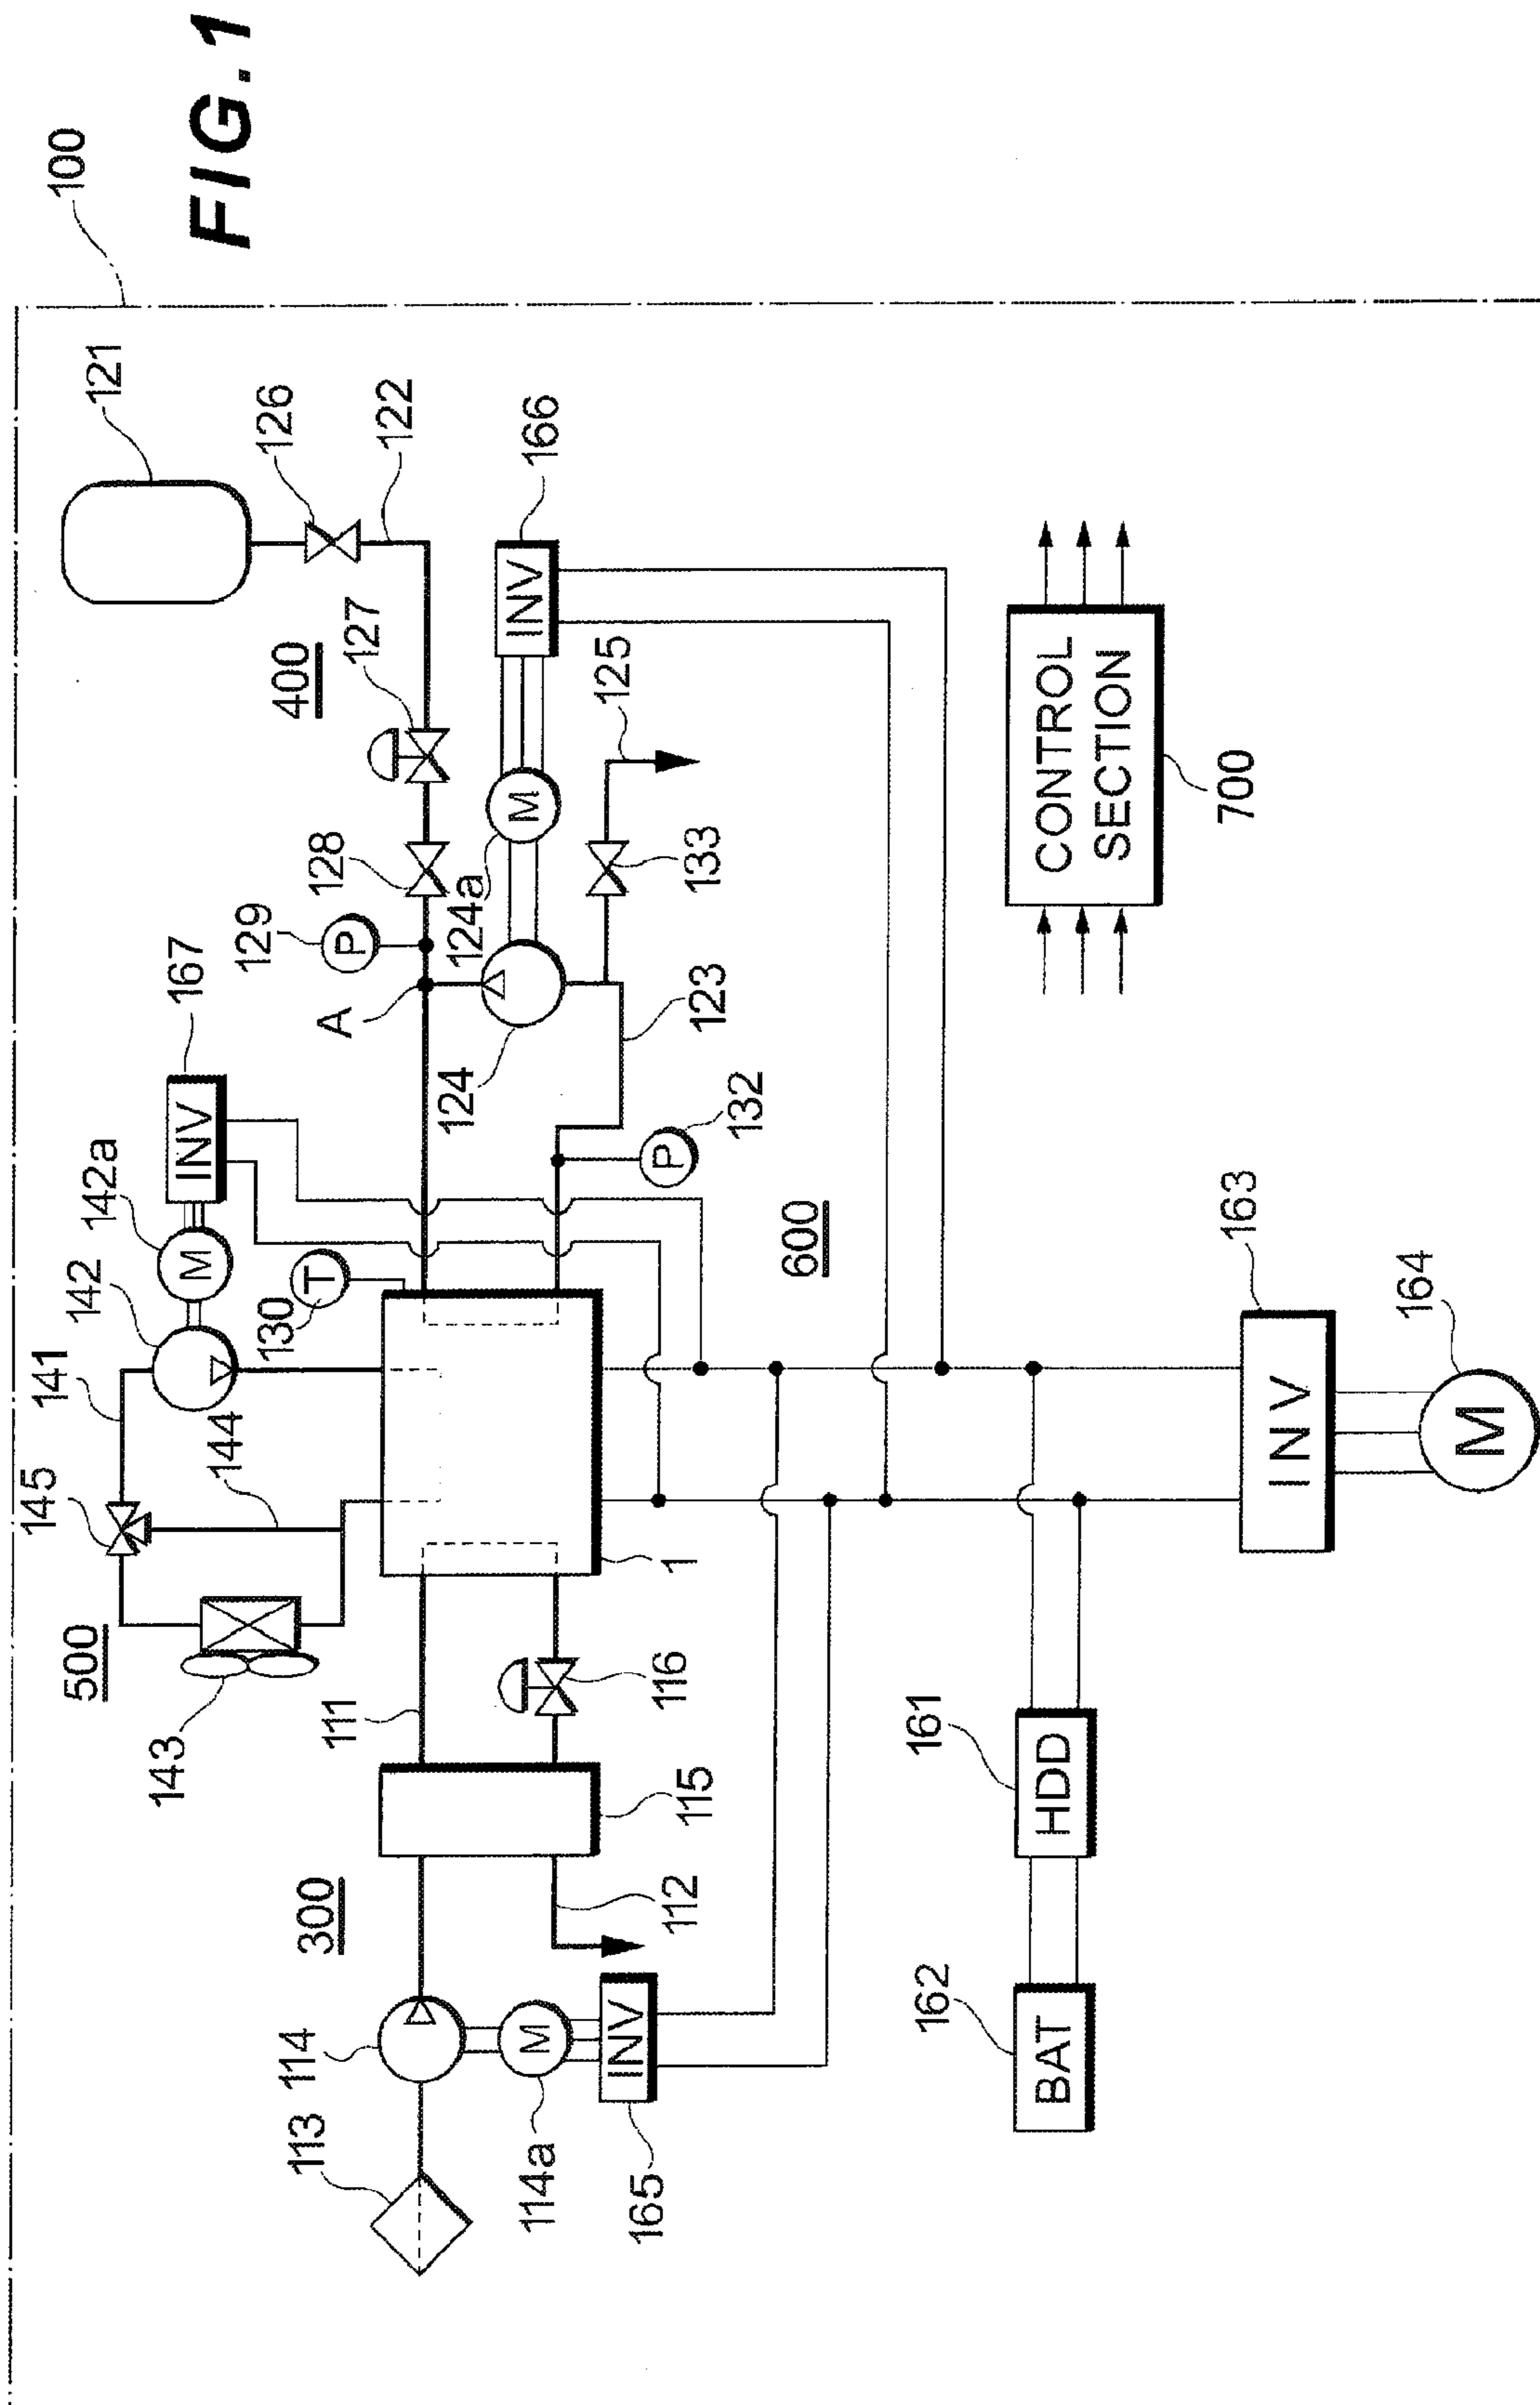 FIG. 1
100
121
126
122
400
127
166
INV
128
129
P
124a
M
125
133
A
124
123
132
P
167
INV
142a
M
142
130
T
141
144
145
500
143
1
111
116
115
300
112
114
113
114a
M
INV
165
600
CONTROL
SECTION
700
163
INV
164
M
161
HDD
162
BAT